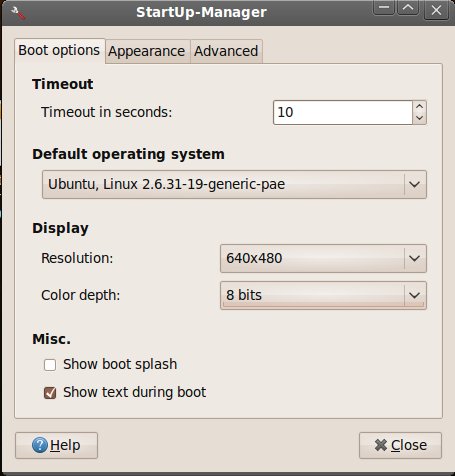 StartUp-Manager
Boot options Appearance Advanced
Timeout
Timeout in seconds: 10
Default operating system
Ubuntu, Linux 2.6.31-19-generic-pae
Display
Resolution: 640x480
Color depth: 8 bits
Misc.
Show boot splash
Show text during boot
Help Close